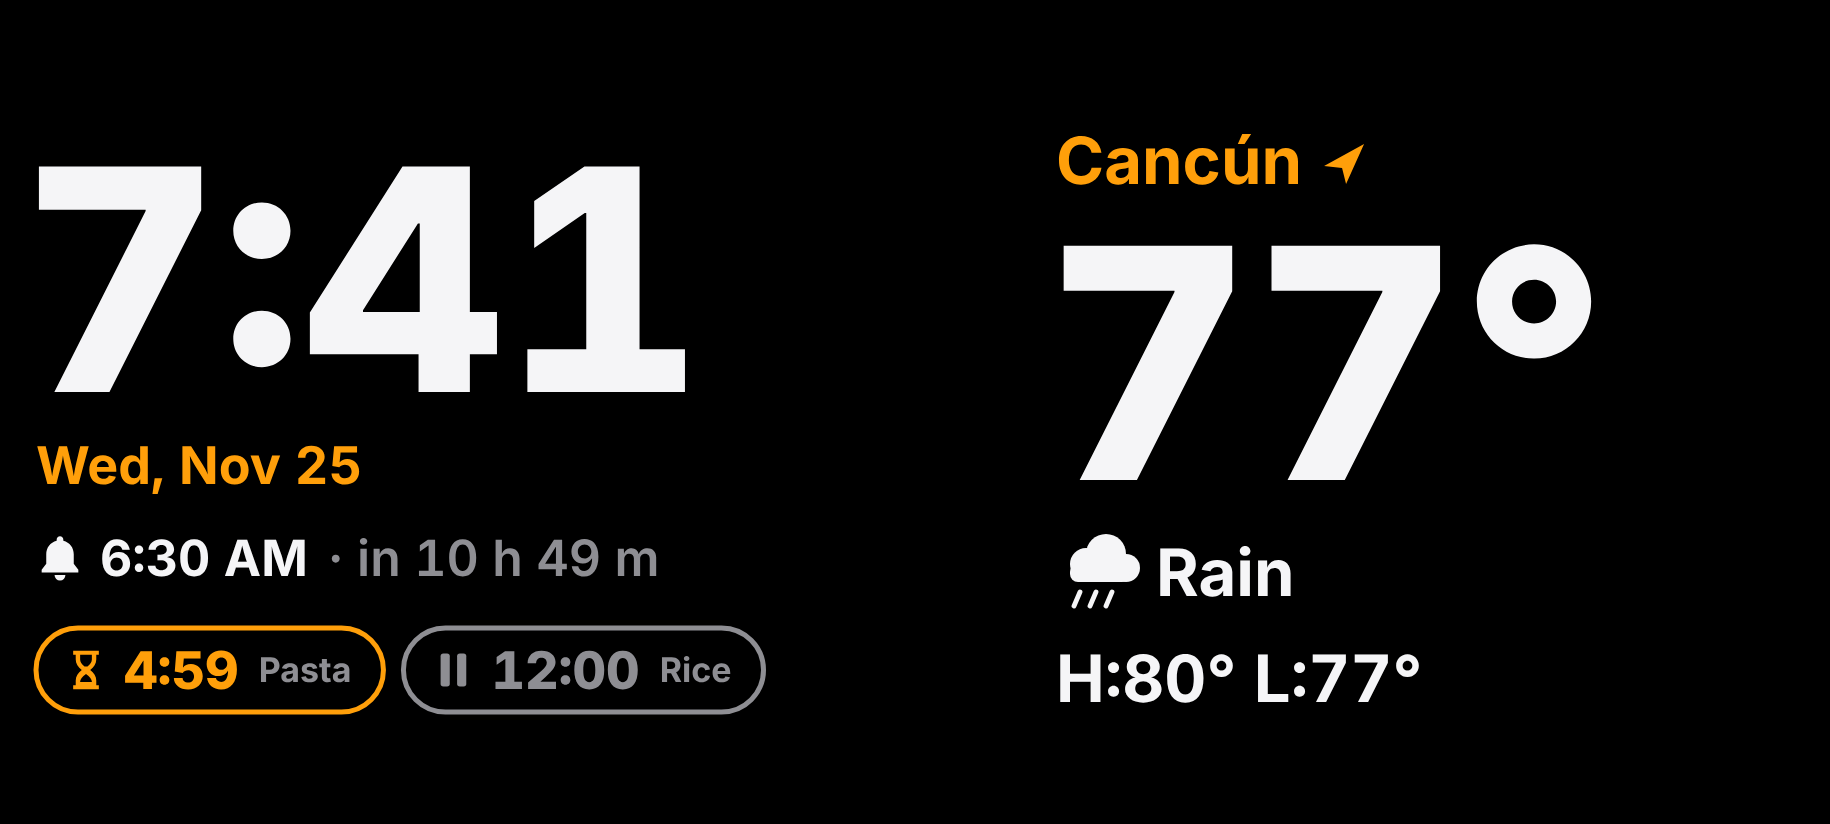 7:41
Wed, Nov 25
6:30 AM · in 10 h 49 m
4:59 Pasta
12:00 Rice
Cancún
77°
Rain
H:80° L:77°